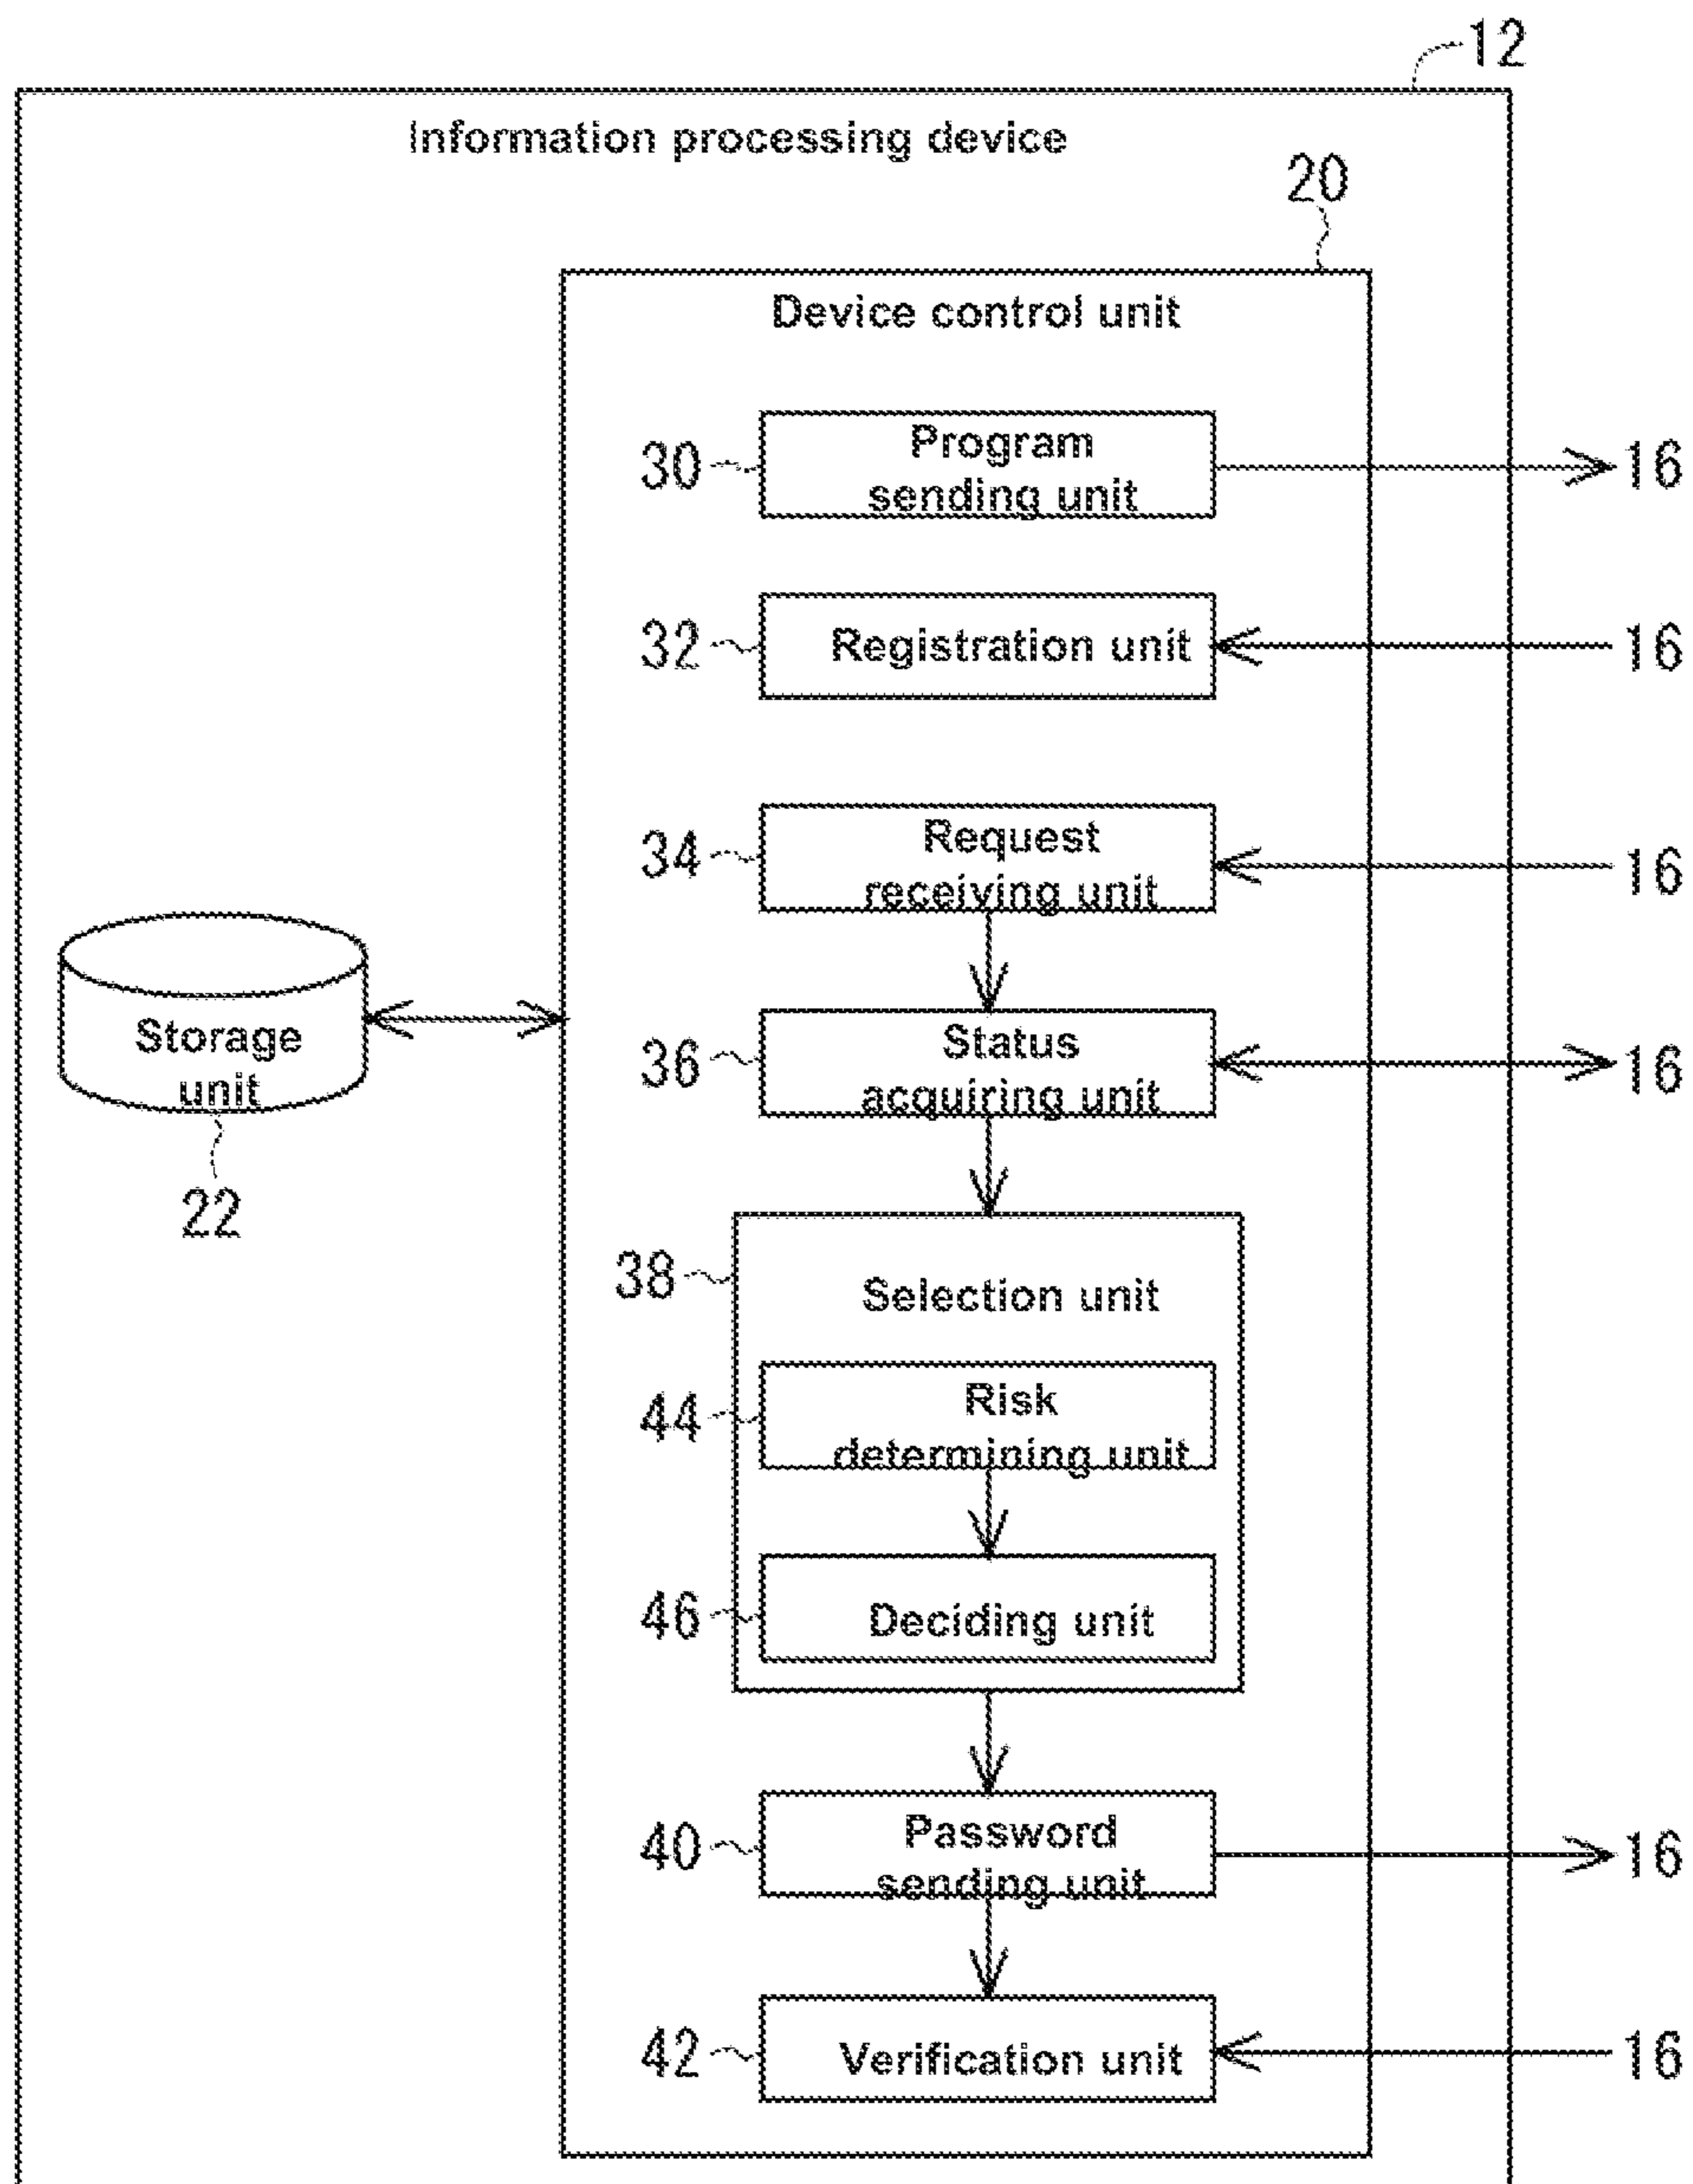 12
Information processing device
20
Device control unit
30
Program
sending unit
16
32
Registration unit
16
34
Request
receiving unit
16
Storage
unit
22
36
Status
acquiring unit
16
38
Selection unit
44
Risk
determining unit
46
Deciding unit
40
Password
sending unit
16
42
Verification unit
16